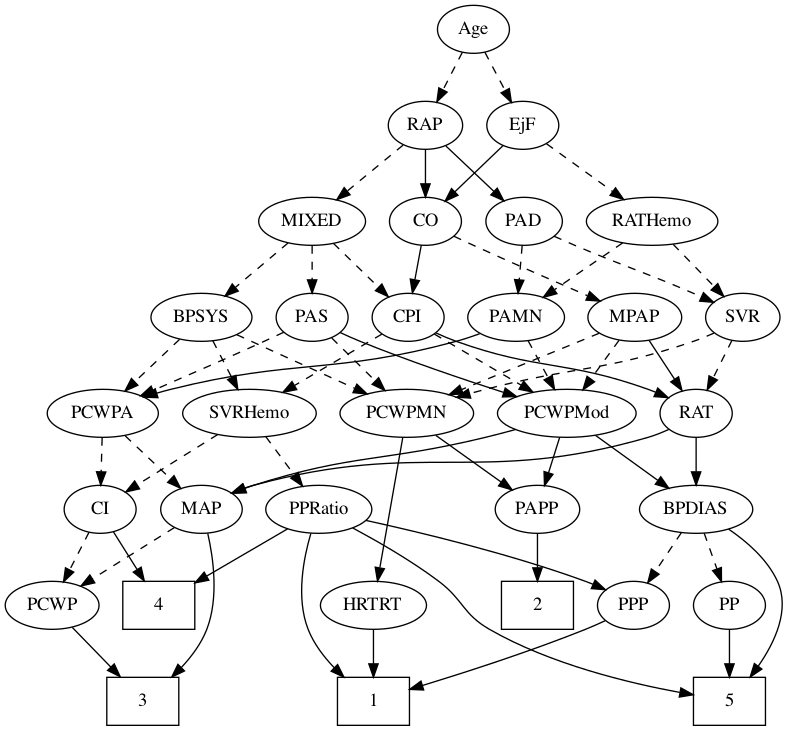 Age
RAP EjF
MIXED CO PAD RATHemo
BPSYS PAS CPI PAMN MPAP SVR
PCWPA SVRHemo PCWPMN PCWPMod RAT
CI MAP PPRatio PAPP BPDIAS
PCWP 4 HRTRT 2 PPP PP
3 1 5